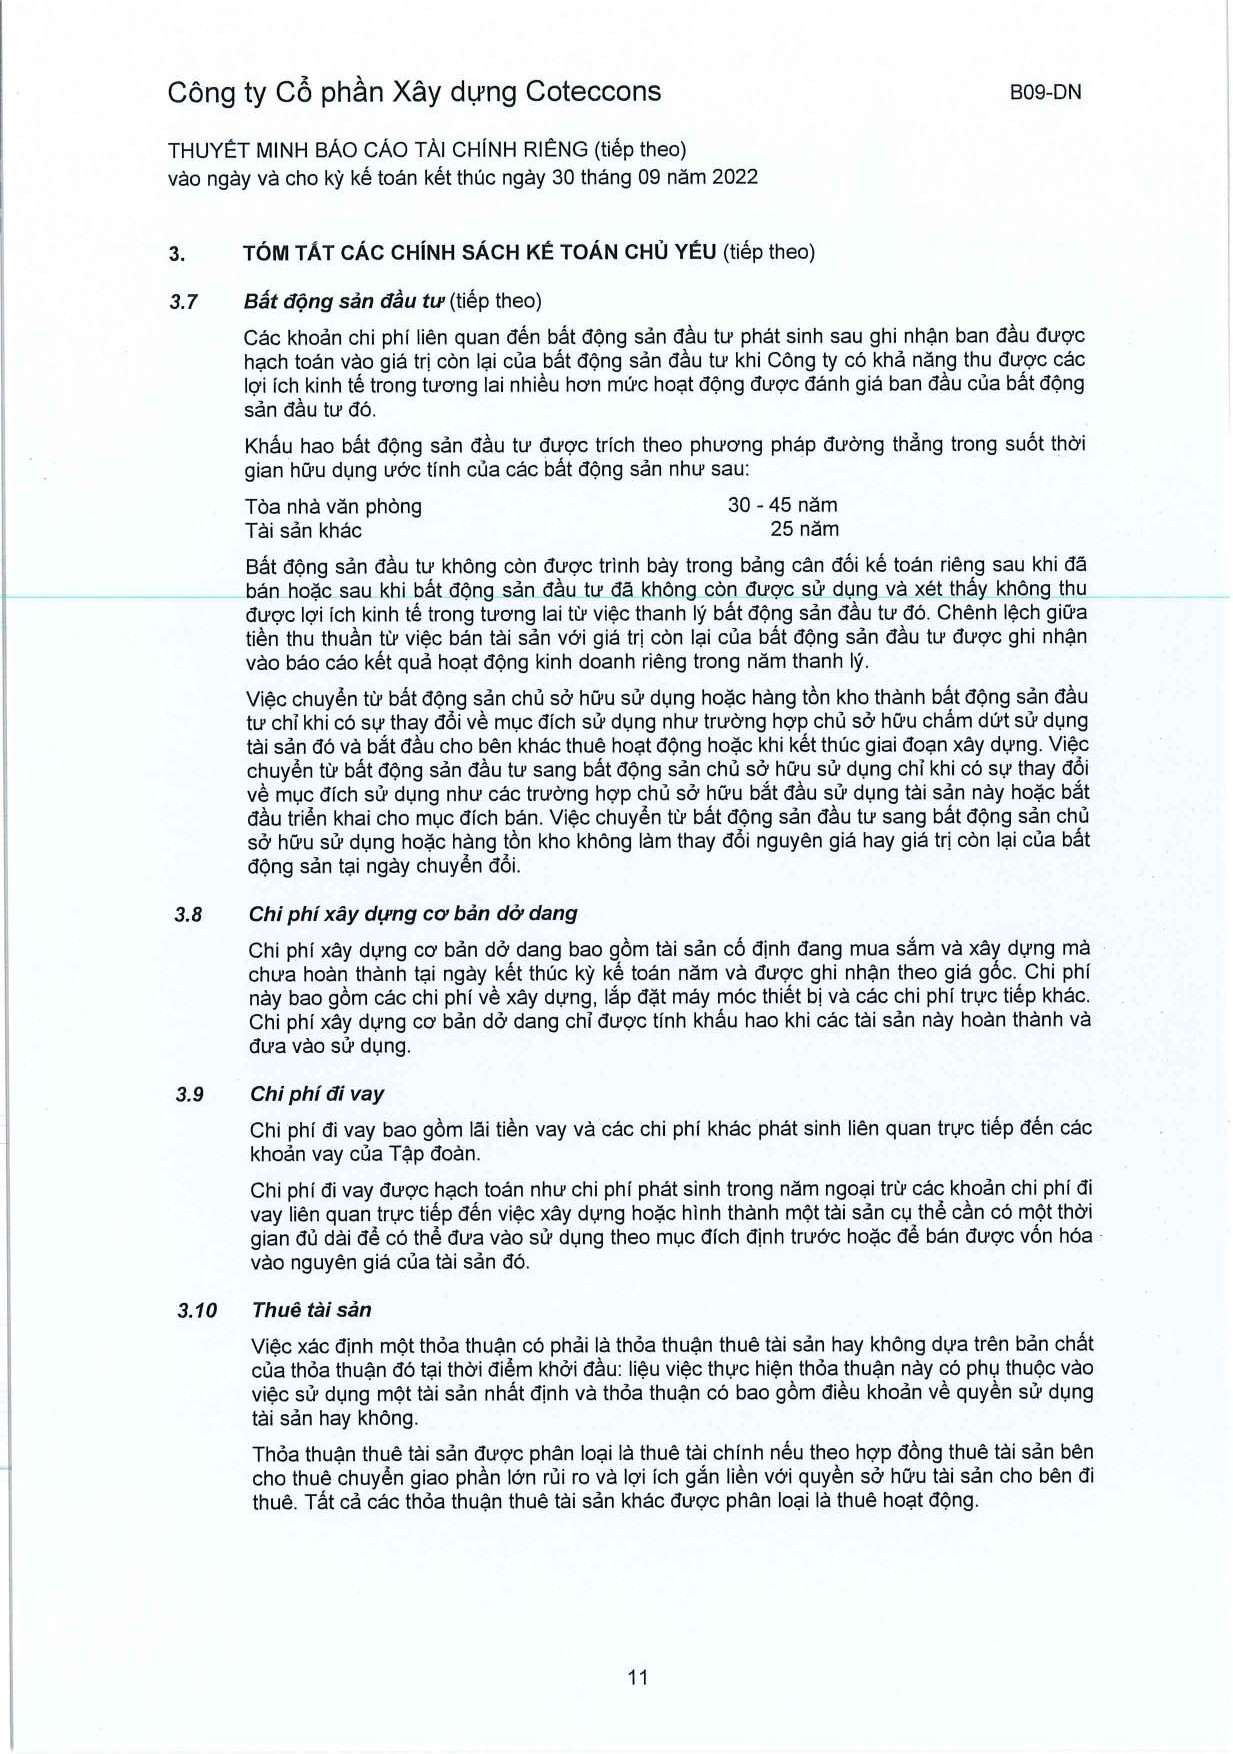 Công ty Cổ phần Xây dựng Coteccons
B09-DN
THUYẾT MINH BÁO CÁO TÀI CHÍNH RIÊNG (tiếp theo)
vào ngày và cho kỳ kế toán kết thúc ngày 30 tháng 09 năm 2022
3. TÓM TẮT CÁC CHÍNH SÁCH KẾ TOÁN CHỦ YẾU (tiếp theo)
3.7 Bất động sản đầu tư (tiếp theo)
Các khoản chi phí liên quan đến bất động sản đầu tư phát sinh sau ghi nhận ban đầu được
hạch toán vào giá trị còn lại của bất động sản đầu tư khi Công ty có khả năng thu được các
lợi ích kinh tế trong tương lai nhiều hơn mức hoạt động được đánh giá ban đầu của bất động
sản đầu tư đó.
Khấu hao bất động sản đầu tư được trích theo phương pháp đường thẳng trong suốt thời
gian hữu dụng ước tính của các bất động sản như sau:
Tòa nhà văn phòng 30 - 45 năm
Tài sản khác 25 năm
Bất động sản đầu tư không còn được trình bày trong bảng cân đối kế toán riêng sau khi đã
bán hoặc sau khi bất động sản đầu tư đã không còn được sử dụng và xét thấy không thu
được lợi ích kinh tế trong tương lai từ việc thanh lý bất động sản đầu tư đó. Chênh lệch giữa
tiền thu thuần từ việc bán tài sản với giá trị còn lại của bất động sản đầu tư được ghi nhận
vào báo cáo kết quả hoạt động kinh doanh riêng trong năm thanh lý.
Việc chuyển từ bất động sản chủ sở hữu sử dụng hoặc hàng tồn kho thành bất động sản đầu
tư chỉ khi có sự thay đổi về mục đích sử dụng như trường hợp chủ sở hữu chấm dứt sử dụng
tài sản đó và bắt đầu cho bên khác thuê hoạt động hoặc khi kết thúc giai đoạn xây dựng. Việc
chuyển từ bất động sản đầu tư sang bất động sản chủ sở hữu sử dụng chỉ khi có sự thay đổi
về mục đích sử dụng như các trường hợp chủ sở hữu bắt đầu sử dụng tài sản này hoặc bắt
đầu triển khai cho mục đích bán. Việc chuyển từ bất động sản đầu tư sang bất động sản chủ
sở hữu sử dụng hoặc hàng tồn kho không làm thay đổi nguyên giá hay giá trị còn lại của bất
động sản tại ngày chuyển đổi.
3.8 Chi phí xây dựng cơ bản dở dang
Chi phí xây dựng cơ bản dở dang bao gồm tài sản cố định đang mua sắm và xây dựng mà
chưa hoàn thành tại ngày kết thúc kỳ kế toán năm và được ghi nhận theo giá gốc. Chi phí
này bao gồm các chi phí về xây dựng, lắp đặt máy móc thiết bị và các chi phí trực tiếp khác.
Chi phí xây dựng cơ bản dở dang chỉ được tính khấu hao khi các tài sản này hoàn thành và
đưa vào sử dụng.
3.9 Chi phí đi vay
Chi phí đi vay bao gồm lãi tiền vay và các chi phí khác phát sinh liên quan trực tiếp đến các
khoản vay của Tập đoàn.
Chi phí đi vay được hạch toán như chi phí phát sinh trong năm ngoại trừ các khoản chi phí đi
vay liên quan trực tiếp đến việc xây dựng hoặc hình thành một tài sản cụ thể cần có một thời
gian đủ dài để có thể đưa vào sử dụng theo mục đích định trước hoặc để bán được vốn hóa
vào nguyên giá của tài sản đó.
3.10 Thuê tài sản
Việc xác định một thỏa thuận có phải là thỏa thuận thuê tài sản hay không dựa trên bản chất
của thỏa thuận đó tại thời điểm khởi đầu: liệu việc thực hiện thỏa thuận này có phụ thuộc vào
việc sử dụng một tài sản nhất định và thỏa thuận có bao gồm điều khoản về quyền sử dụng
tài sản hay không.
Thỏa thuận thuê tài sản được phân loại là thuê tài chính nếu theo hợp đồng thuê tài sản bên
cho thuê chuyển giao phần lớn rủi ro và lợi ích gắn liền với quyền sở hữu tài sản cho bên đi
thuê. Tất cả các thỏa thuận thuê tài sản khác được phân loại là thuê hoạt động.
11